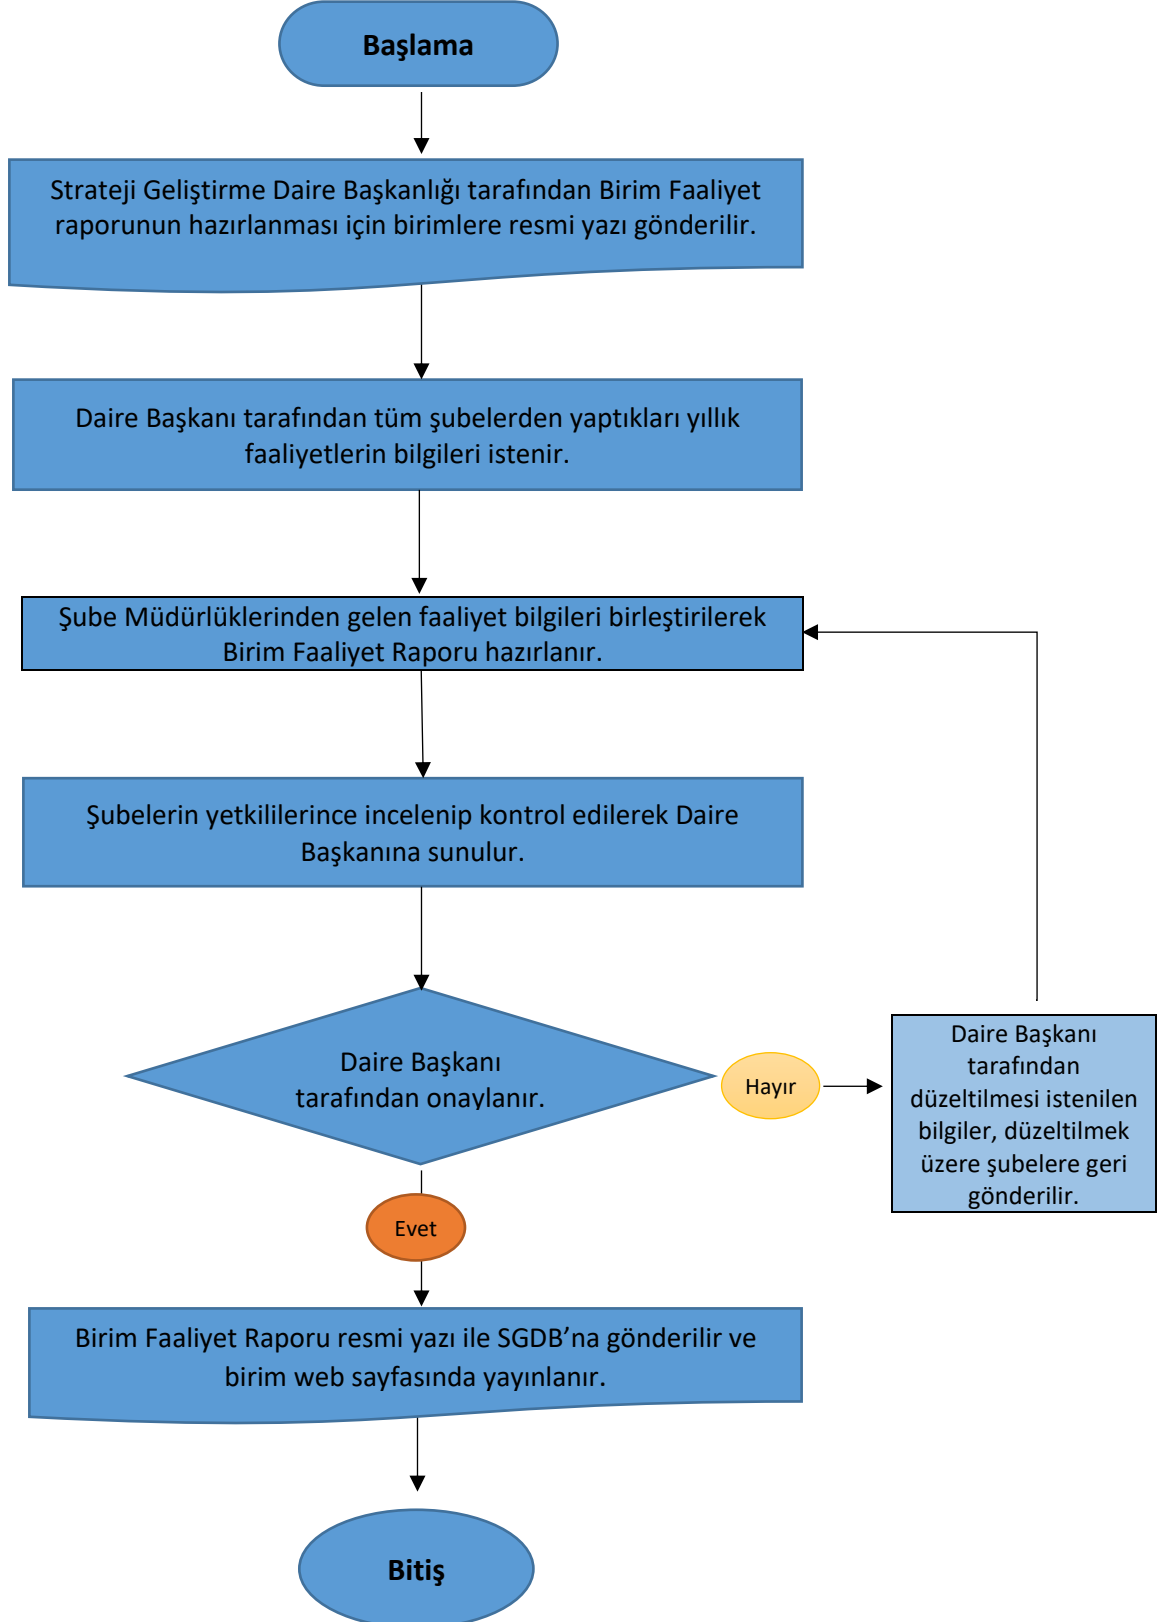 Başlama
Strateji Geliştirme Daire Başkanlığı tarafından Birim Faaliyet
raporunun hazırlanması için birimlere resmi yazı gönderilir.
Daire Başkanı tarafından tüm şubelerden yaptıkları yıllık
faaliyetlerin bilgileri istenir.
Şube Müdürlüklerinden gelen faaliyet bilgileri birleştirilerek
Birim Faaliyet Raporu hazırlanır.
Şubelerin yetkililerince incelenip kontrol edilerek Daire
Başkanına sunulur.
Daire Başkanı
tarafından onaylanır.
Hayır
Daire Başkanı
tarafından
düzeltilmesi istenilen
bilgiler, düzeltilmek
üzere şubelere geri
gönderilir.
Evet
Birim Faaliyet Raporu resmi yazı ile SGDB’na gönderilir ve
birim web sayfasında yayınlanır.
Bitiş